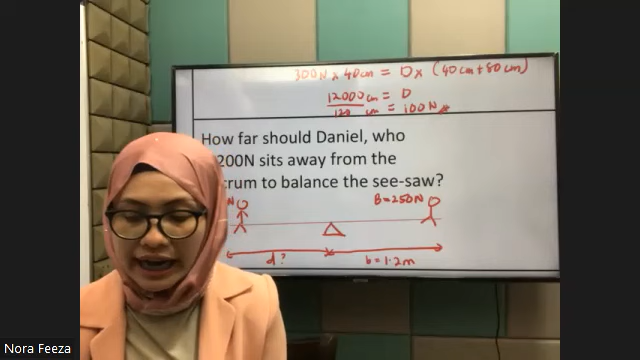 300N x 40cm = D x (40cm + 80cm)
12000 cm = D
120 cm = 100N
How far should Daniel, who
200N sits away from the
crum to balance the see-saw?
N
B = 250N
d?
b = 1.2m
Nora Feeza